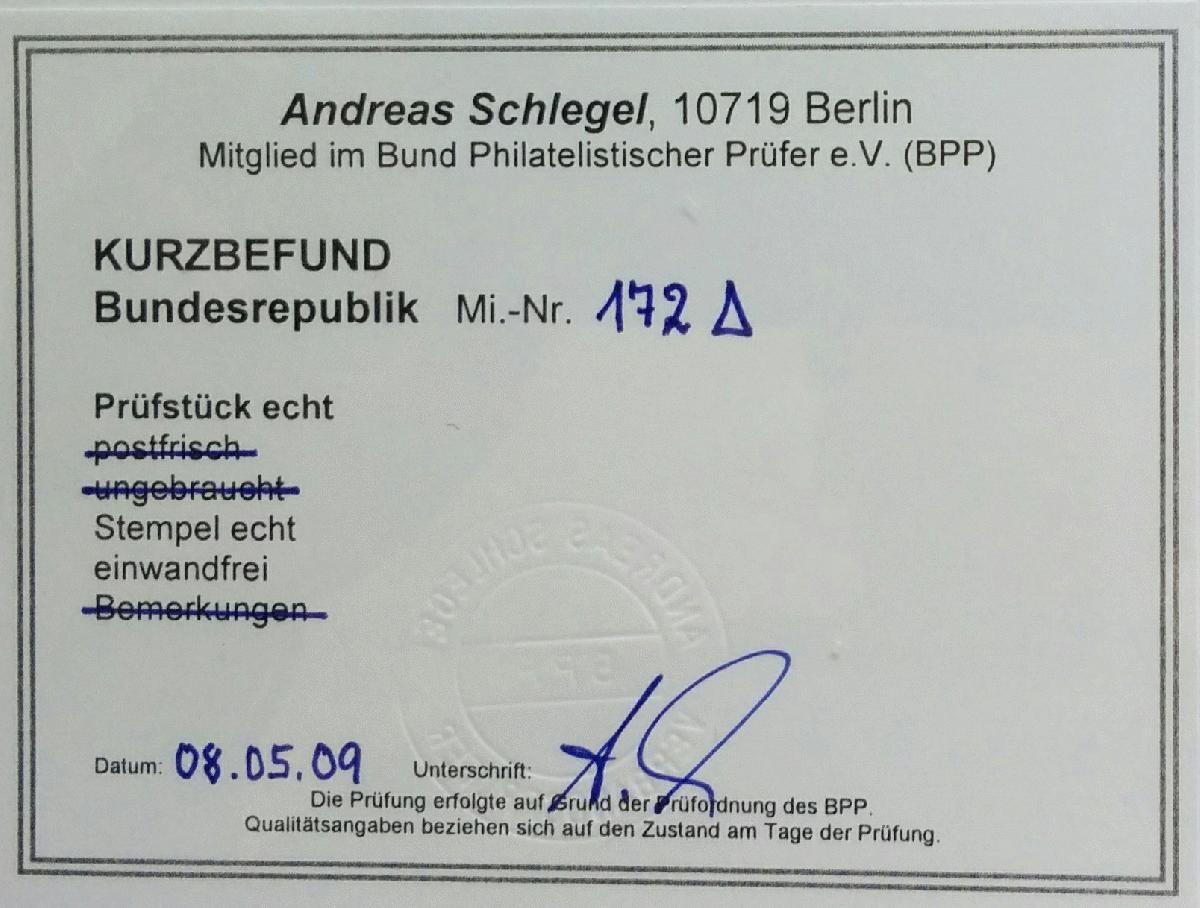 Andreas Schlegel, 10719 Berlin
Mitglied im Bund Philatelistischer Prüfer e.V. (BPP)
KURZBEFUND
Bundesrepublik Mi.-Nr. 172 Δ
Prüfstück echt
postfrisch
ungebraucht
Stempel echt
einwandfrei
Bemerkungen
ANDREAS SCHLEGEL
Datum: 08.05.09 Unterschrift:
Die Prüfung erfolgte auf Grund der Prüfordnung des BPP.
Qualitätsangaben beziehen sich auf den Zustand am Tage der Prüfung.